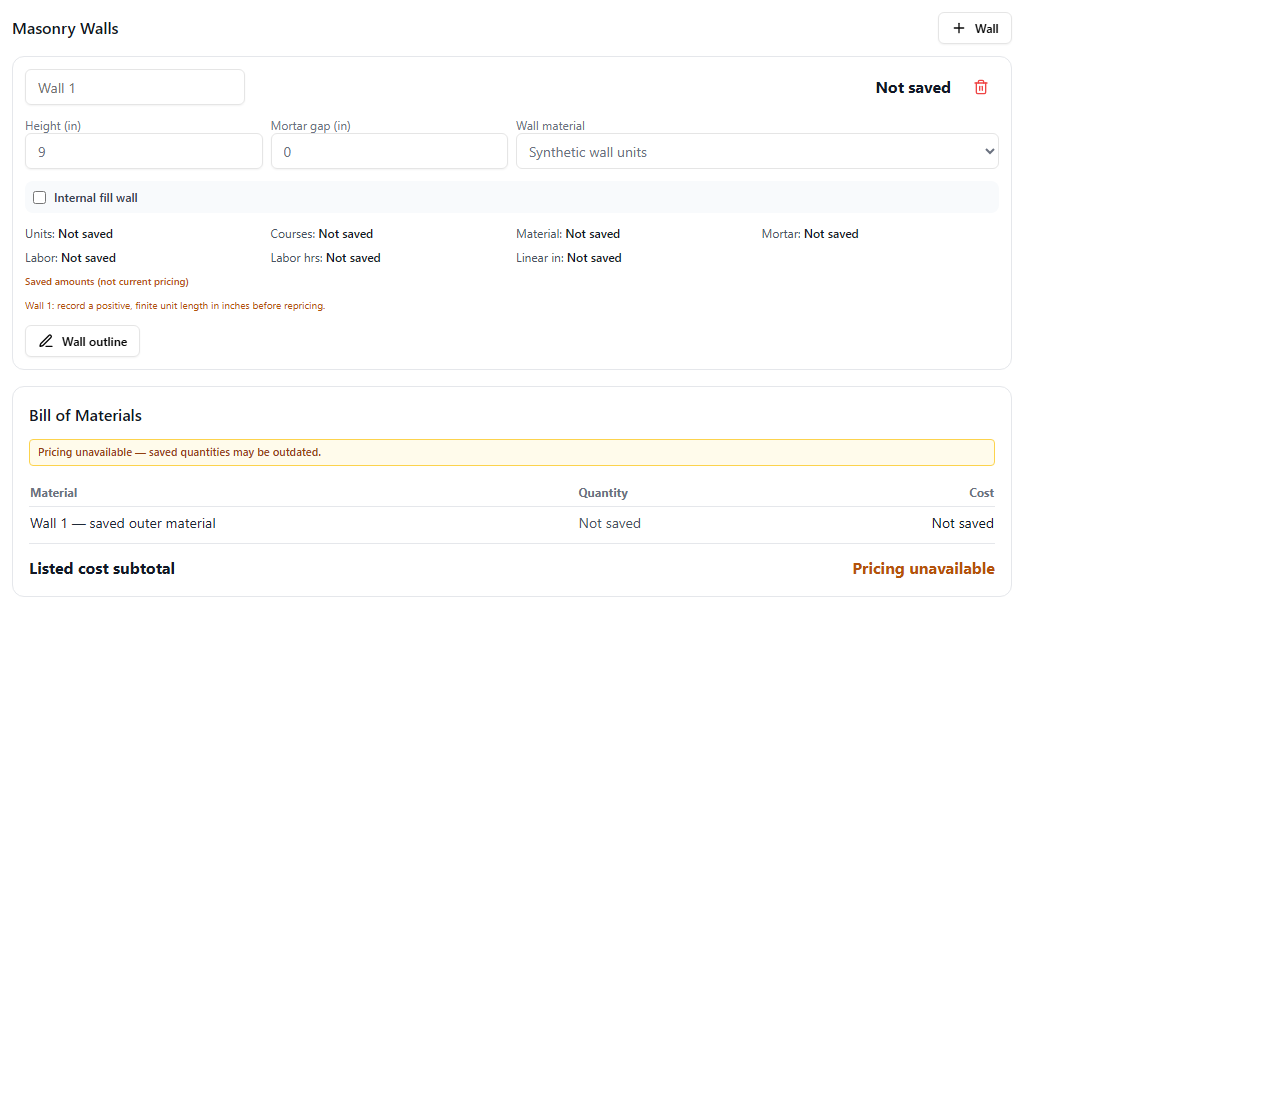 Masonry Walls
Wall
Wall 1
Not saved
Height (in)
Mortar gap (in)
Wall material
9
0
Synthetic wall units
Internal fill wall
Units: Not saved
Courses: Not saved
Material: Not saved
Mortar: Not saved
Labor: Not saved
Labor hrs: Not saved
Linear in: Not saved
Saved amounts (not current pricing)
Wall 1: record a positive, finite unit length in inches before repricing.
Wall outline
Bill of Materials
Pricing unavailable — saved quantities may be outdated.
Material
Quantity
Cost
Wall 1 — saved outer material
Not saved
Not saved
Listed cost subtotal
Pricing unavailable